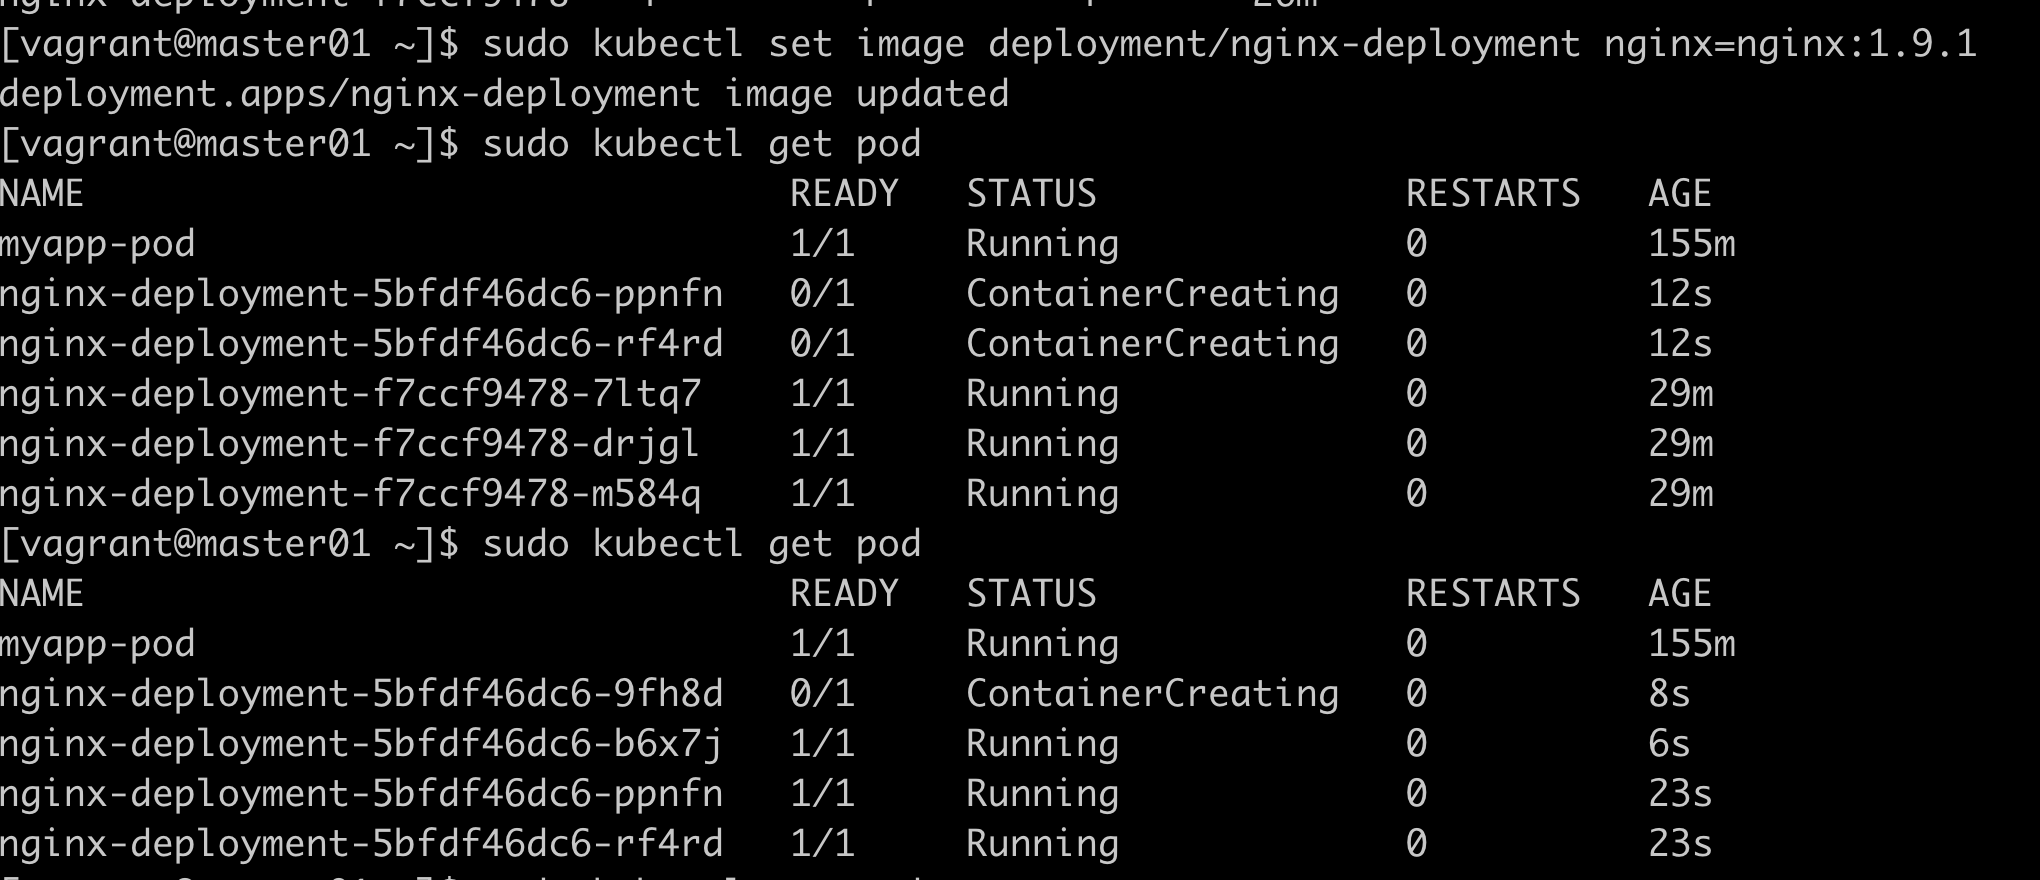 [vagrant@master01 ~]$ sudo kubectl set image deployment/nginx-deployment nginx=nginx:1.9.1
deployment.apps/nginx-deployment image updated
[vagrant@master01 ~]$ sudo kubectl get pod
NAME                                READY   STATUS              RESTARTS   AGE
myapp-pod                           1/1     Running             0          155m
nginx-deployment-5bfdf46dc6-ppnfn   0/1     ContainerCreating   0          12s
nginx-deployment-5bfdf46dc6-rf4rd   0/1     ContainerCreating   0          12s
nginx-deployment-f7ccf9478-7ltq7    1/1     Running             0          29m
nginx-deployment-f7ccf9478-drjgl    1/1     Running             0          29m
nginx-deployment-f7ccf9478-m584q    1/1     Running             0          29m
[vagrant@master01 ~]$ sudo kubectl get pod
NAME                                READY   STATUS              RESTARTS   AGE
myapp-pod                           1/1     Running             0          155m
nginx-deployment-5bfdf46dc6-9fh8d   0/1     ContainerCreating   0          8s
nginx-deployment-5bfdf46dc6-b6x7j   1/1     Running             0          6s
nginx-deployment-5bfdf46dc6-ppnfn   1/1     Running             0          23s
nginx-deployment-5bfdf46dc6-rf4rd   1/1     Running             0          23s